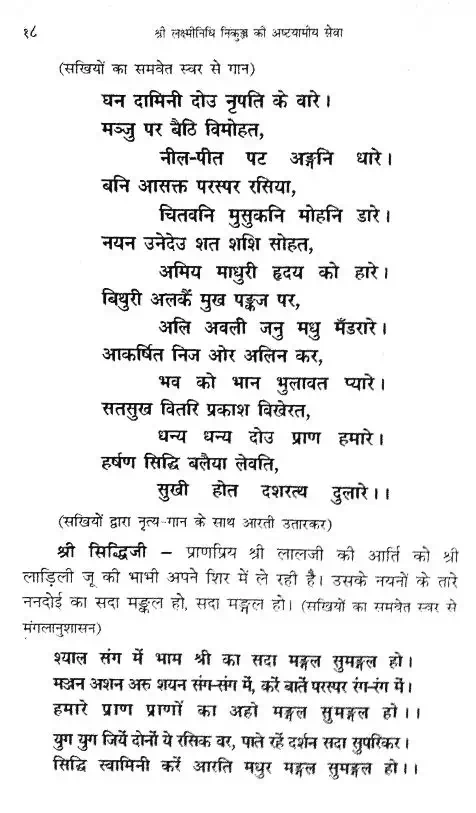 १८ श्री लक्ष्मीनिधि निकुञ्ज की अष्टयामीय सेवा
(सखियों का समवेत स्वर से गान)
घन दामिनी दोउ नृपति के वारे।
मञ्जु पर बैठि विमोहत,
नील-पीत पट अङ्गनि धारे।
बनि आसक्त परस्पर रसिया,
चितवनि मुसुकनि मोहनि डारे।
नयन उनेदेउ शत शशि सोहत,
अमिय माधुरी हृदय को हारे।
बिथुरी अलकैं मुख पङ्कज पर,
अलि अवली जनु मधु मँडरारे।
आकर्षित निज ओर अलिन कर,
भव को भान भुलावत प्यारे।
सतसुख वितरि प्रकाश विखेरत,
धन्य धन्य दोउ प्राण हमारे।
हर्षण सिद्धि बलैया लेवति,
सुखी होत दशरत्थ दुलारे।।
(सखियों द्वारा नृत्य-गान के साथ आरती उतारकर)
श्री सिद्धिजी – प्राणप्रिय श्री लालजी की आर्ति को श्री
लाड़िली जू की भाभी अपने शिर में ले रही है। उसके नयनों के तारे
ननदोई का सदा मङ्गल हो, सदा मङ्गल हो। (सखियों का समवेत स्वर से
मंगलानुशासन)
श्याल संग में भाम श्री का सदा मङ्गल सुमङ्गल हो।
मञ्जन अशन अरु शयन संग-संग में, करें बातें परस्पर रंग-रंग में।
हमारे प्राण प्राणों का अहो मङ्गल सुमङ्गल हो।।
युग युग जियें दोनों ये रसिक वर, पाते रहें दर्शन सदा सुपरिकर।
सिद्धि स्वामिनी करें आरति मधुर मङ्गल सुमङ्गल हो।।